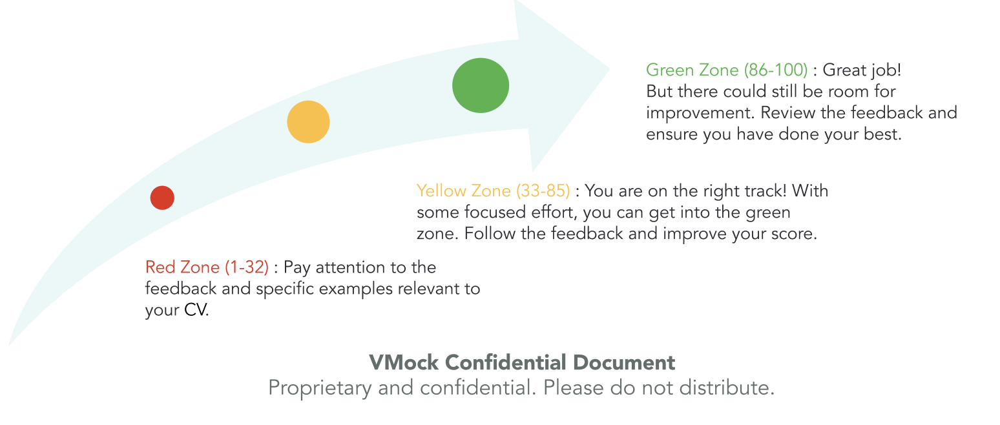 Green Zone (86-100) : Great job!
But there could still be room for
improvement. Review the feedback and
ensure you have done your best.
Yellow Zone (33-85) : You are on the right track! With
some focused effort, you can get into the green
zone. Follow the feedback and improve your score.
Red Zone (1-32) : Pay attention to the
feedback and specific examples relevant to
your CV.
VMock Confidential Document
Proprietary and confidential. Please do not distribute.